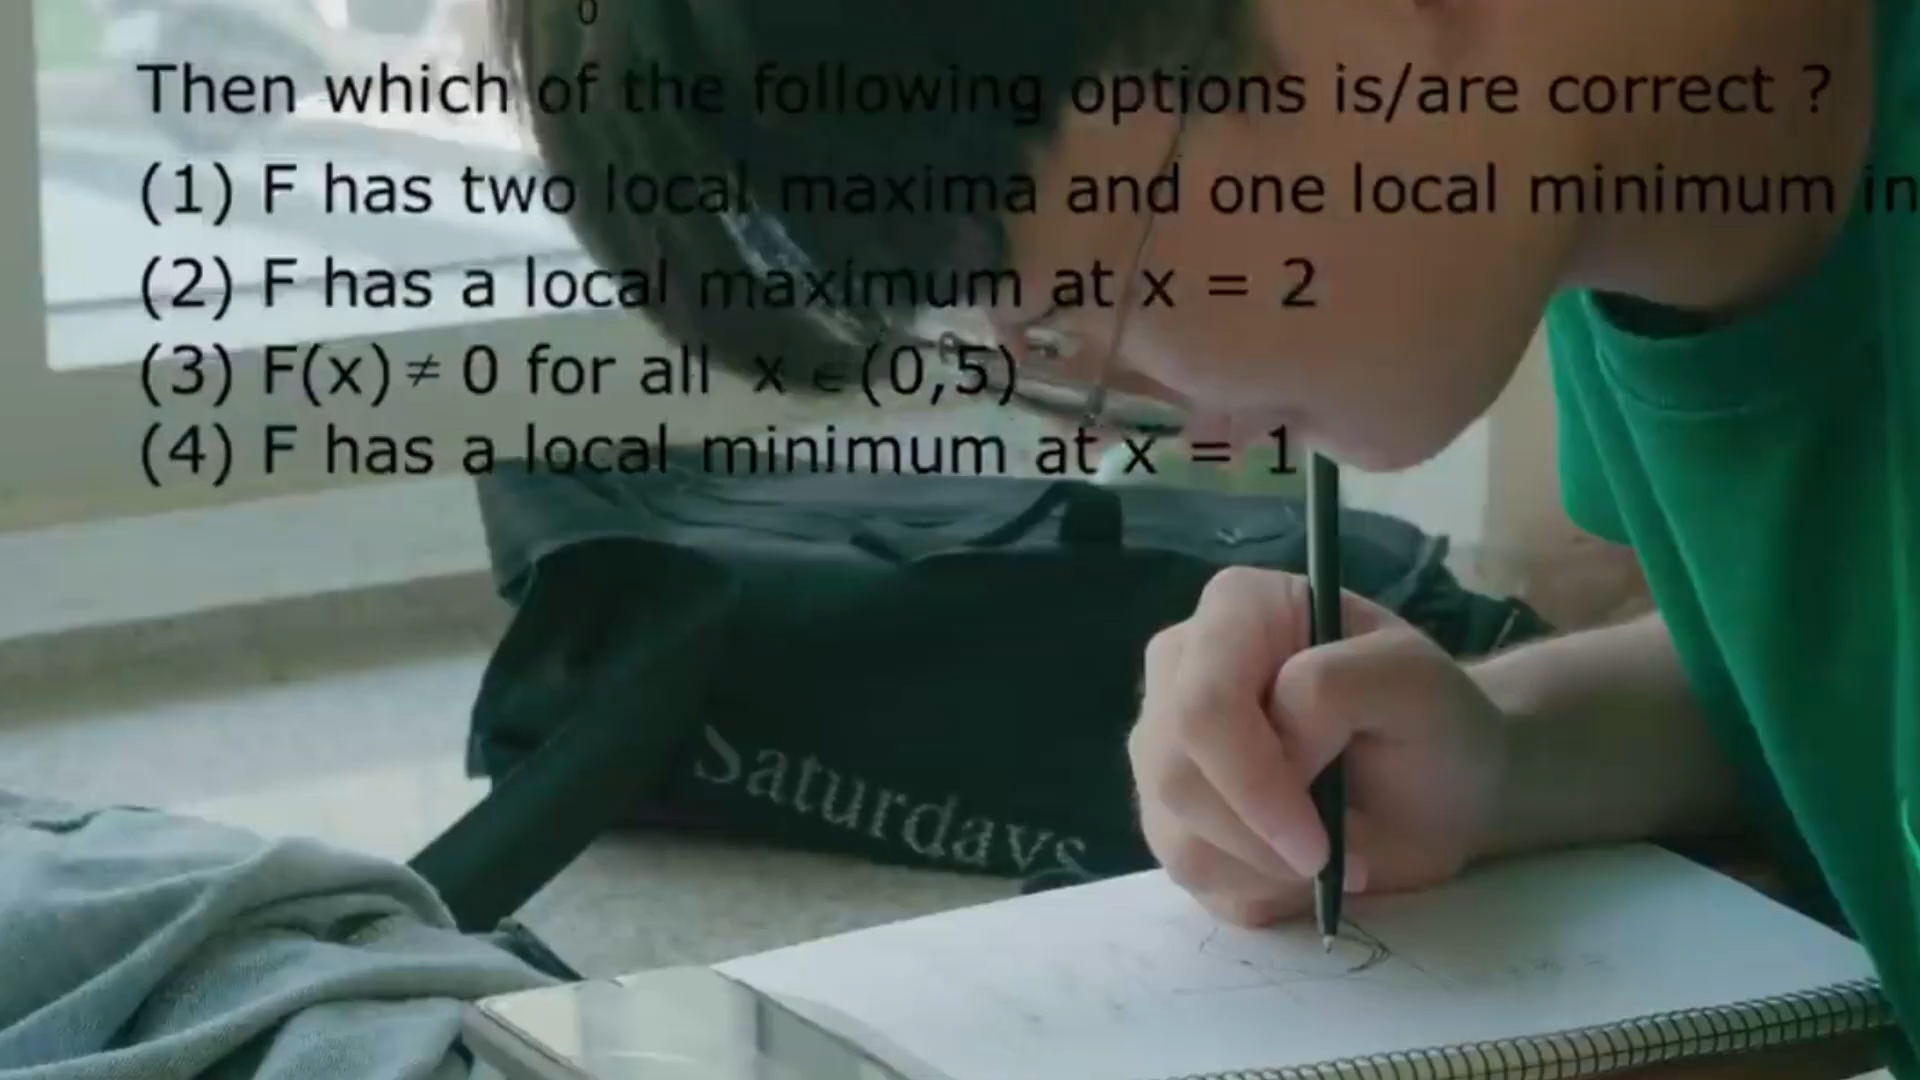 0
Then which of the following options is/are correct ?
(1) F has two local maxima and one local minimum in
(2) F has a local maximum at x = 2
(3) F(x) ≠ 0 for all x ∈ (0,5)
(4) F has a local minimum at x = 1
Saturdays